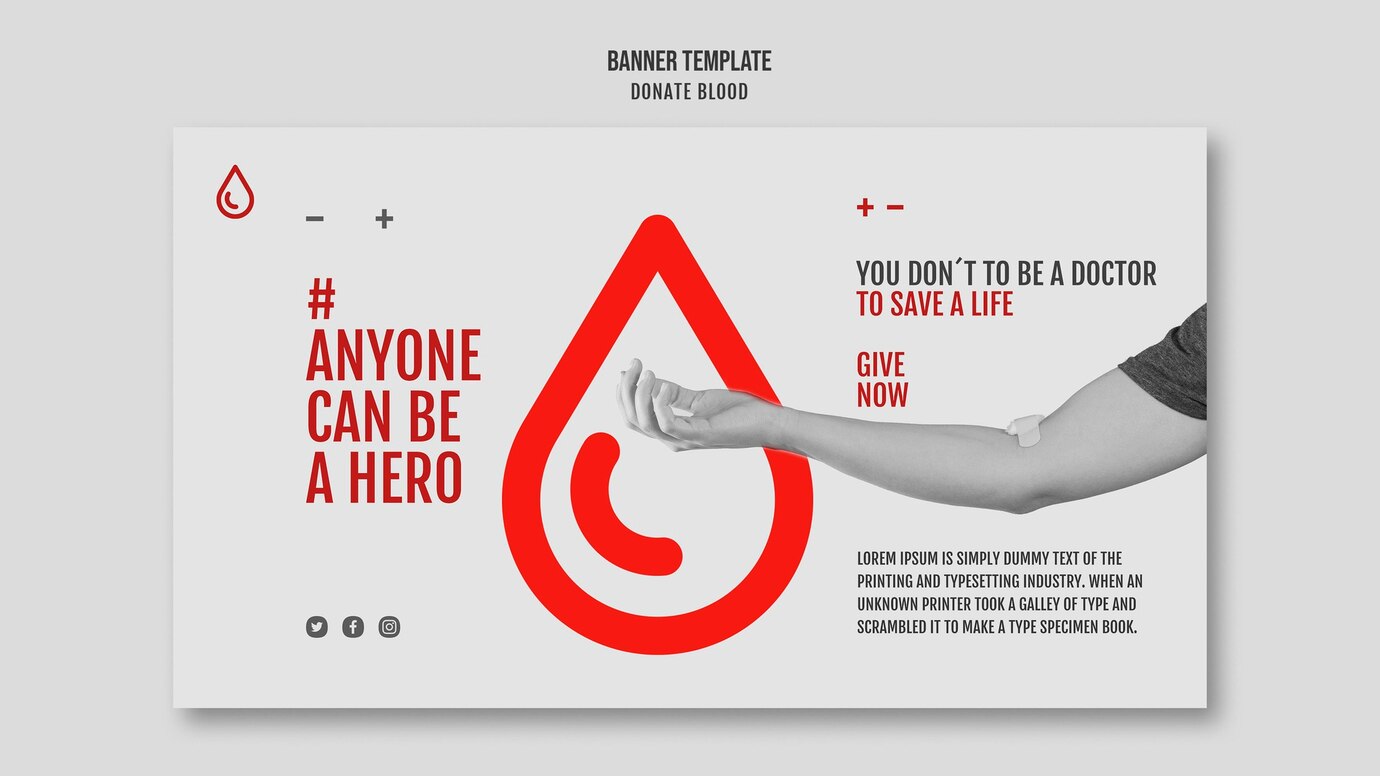 BANNER TEMPLATE
DONATE BLOOD
− +
#
ANYONE
CAN BE
A HERO
+ −
YOU DON´T TO BE A DOCTOR
TO SAVE A LIFE
GIVE
NOW
LOREM IPSUM IS SIMPLY DUMMY TEXT OF THE
PRINTING AND TYPESETTING INDUSTRY. WHEN AN
UNKNOWN PRINTER TOOK A GALLEY OF TYPE AND
SCRAMBLED IT TO MAKE A TYPE SPECIMEN BOOK.